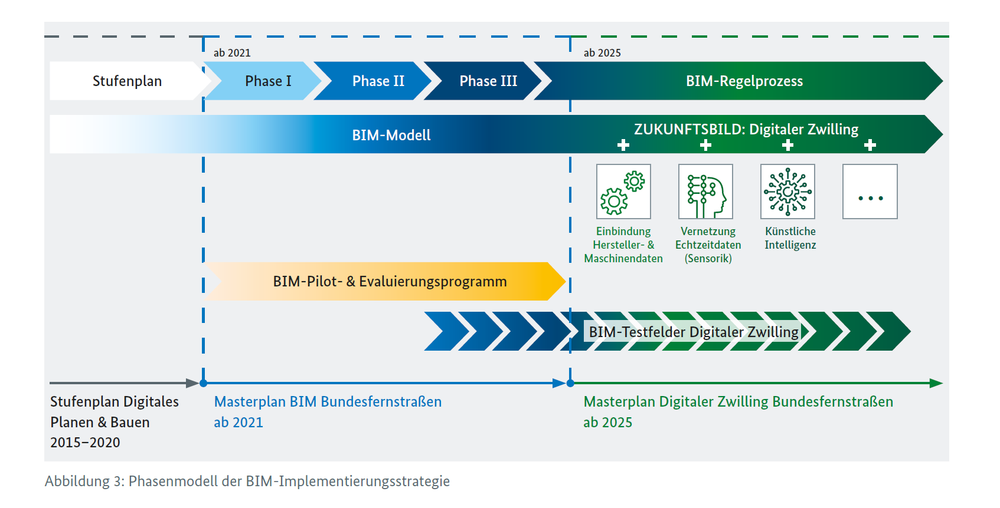 ab 2021
ab 2025
Stufenplan
Phase I
Phase II
Phase III
BIM-Regelprozess
BIM-Modell
ZUKUNFTSBILD: Digitaler Zwilling
...
Einbindung
Hersteller- &
Maschinendaten
Vernetzung
Echtzeitdaten
(Sensorik)
Künstliche
Intelligenz
BIM-Pilot- & Evaluierungsprogramm
BIM-Testfelder Digitaler Zwilling
Stufenplan Digitales
Planen & Bauen
2015–2020
Masterplan BIM Bundesfernstraßen
ab 2021
Masterplan Digitaler Zwilling Bundesfernstraßen
ab 2025
Abbildung 3: Phasenmodell der BIM-Implementierungsstrategie